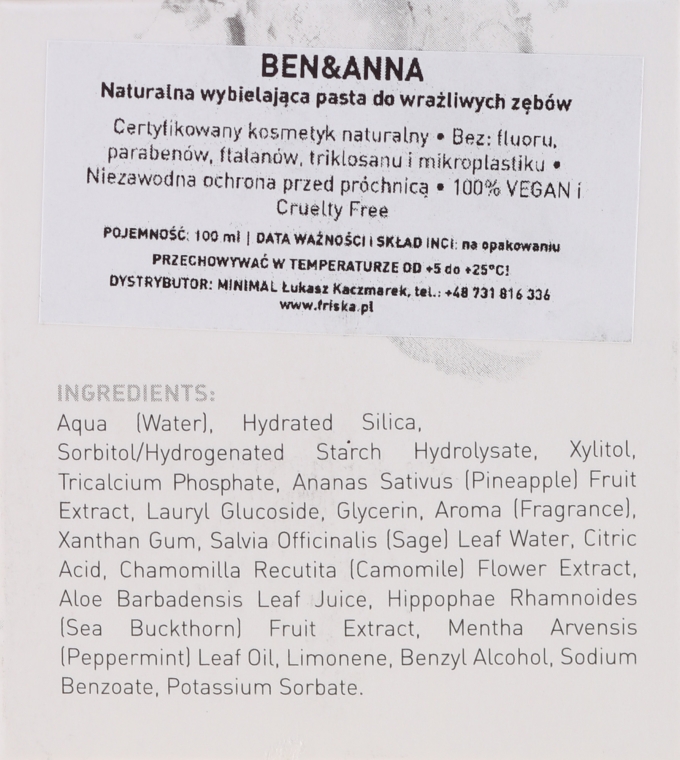 BEN&ANNA
Naturalna wybielająca pasta do wrażliwych zębów
Certyfikowany kosmetyk naturalny • Bez: fluoru,
parabenów, ftalanów, triklosanu i mikroplastiku •
Niezawodna ochrona przed próchnicą • 100% VEGAN i
Cruelty Free
POJEMNOŚĆ: 100 ml | DATA WAŻNOŚCI i SKŁAD INCI: na opakowaniu
PRZECHOWYWAĆ W TEMPERATURZE OD +5 do +25°C!
DYSTRYBUTOR: MINIMAL Łukasz Kaczmarek, tel.: +48 731 816 336
www.friska.pl
INGREDIENTS:
Aqua (Water), Hydrated Silica,
Sorbitol/Hydrogenated Starch Hydrolysate, Xylitol,
Tricalcium Phosphate, Ananas Sativus (Pineapple) Fruit
Extract, Lauryl Glucoside, Glycerin, Aroma (Fragrance),
Xanthan Gum, Salvia Officinalis (Sage) Leaf Water, Citric
Acid, Chamomilla Recutita (Camomile) Flower Extract,
Aloe Barbadensis Leaf Juice, Hippophae Rhamnoides
(Sea Buckthorn) Fruit Extract, Mentha Arvensis
(Peppermint) Leaf Oil, Limonene, Benzyl Alcohol, Sodium
Benzoate, Potassium Sorbate.